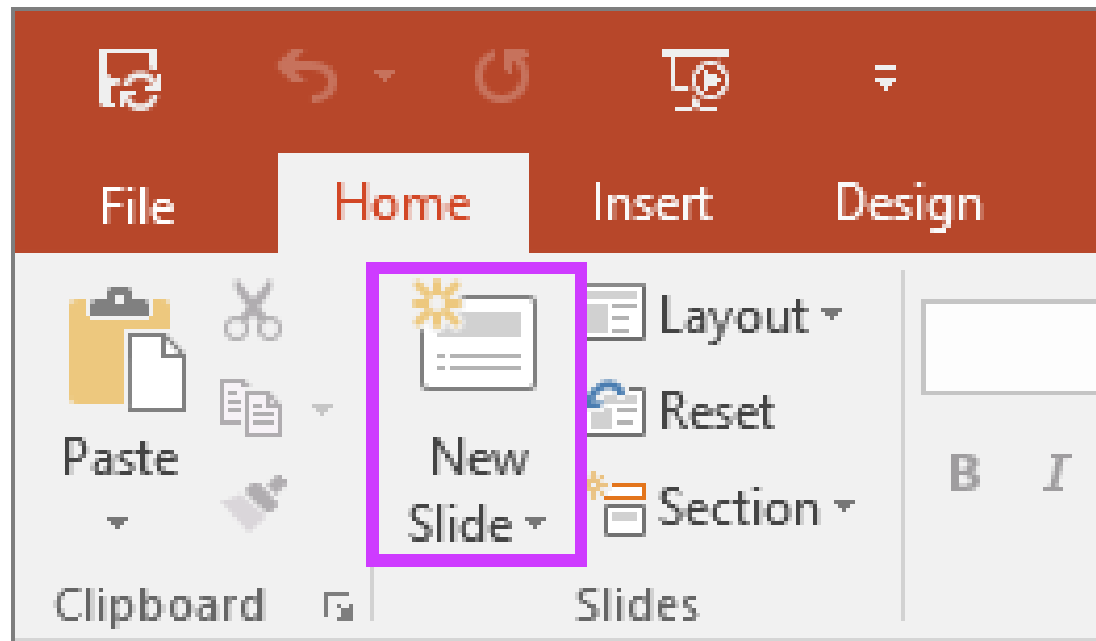 File Home Insert Design
Layout
Reset
Paste
New
Slide
Section
B I
Clipboard
Slides